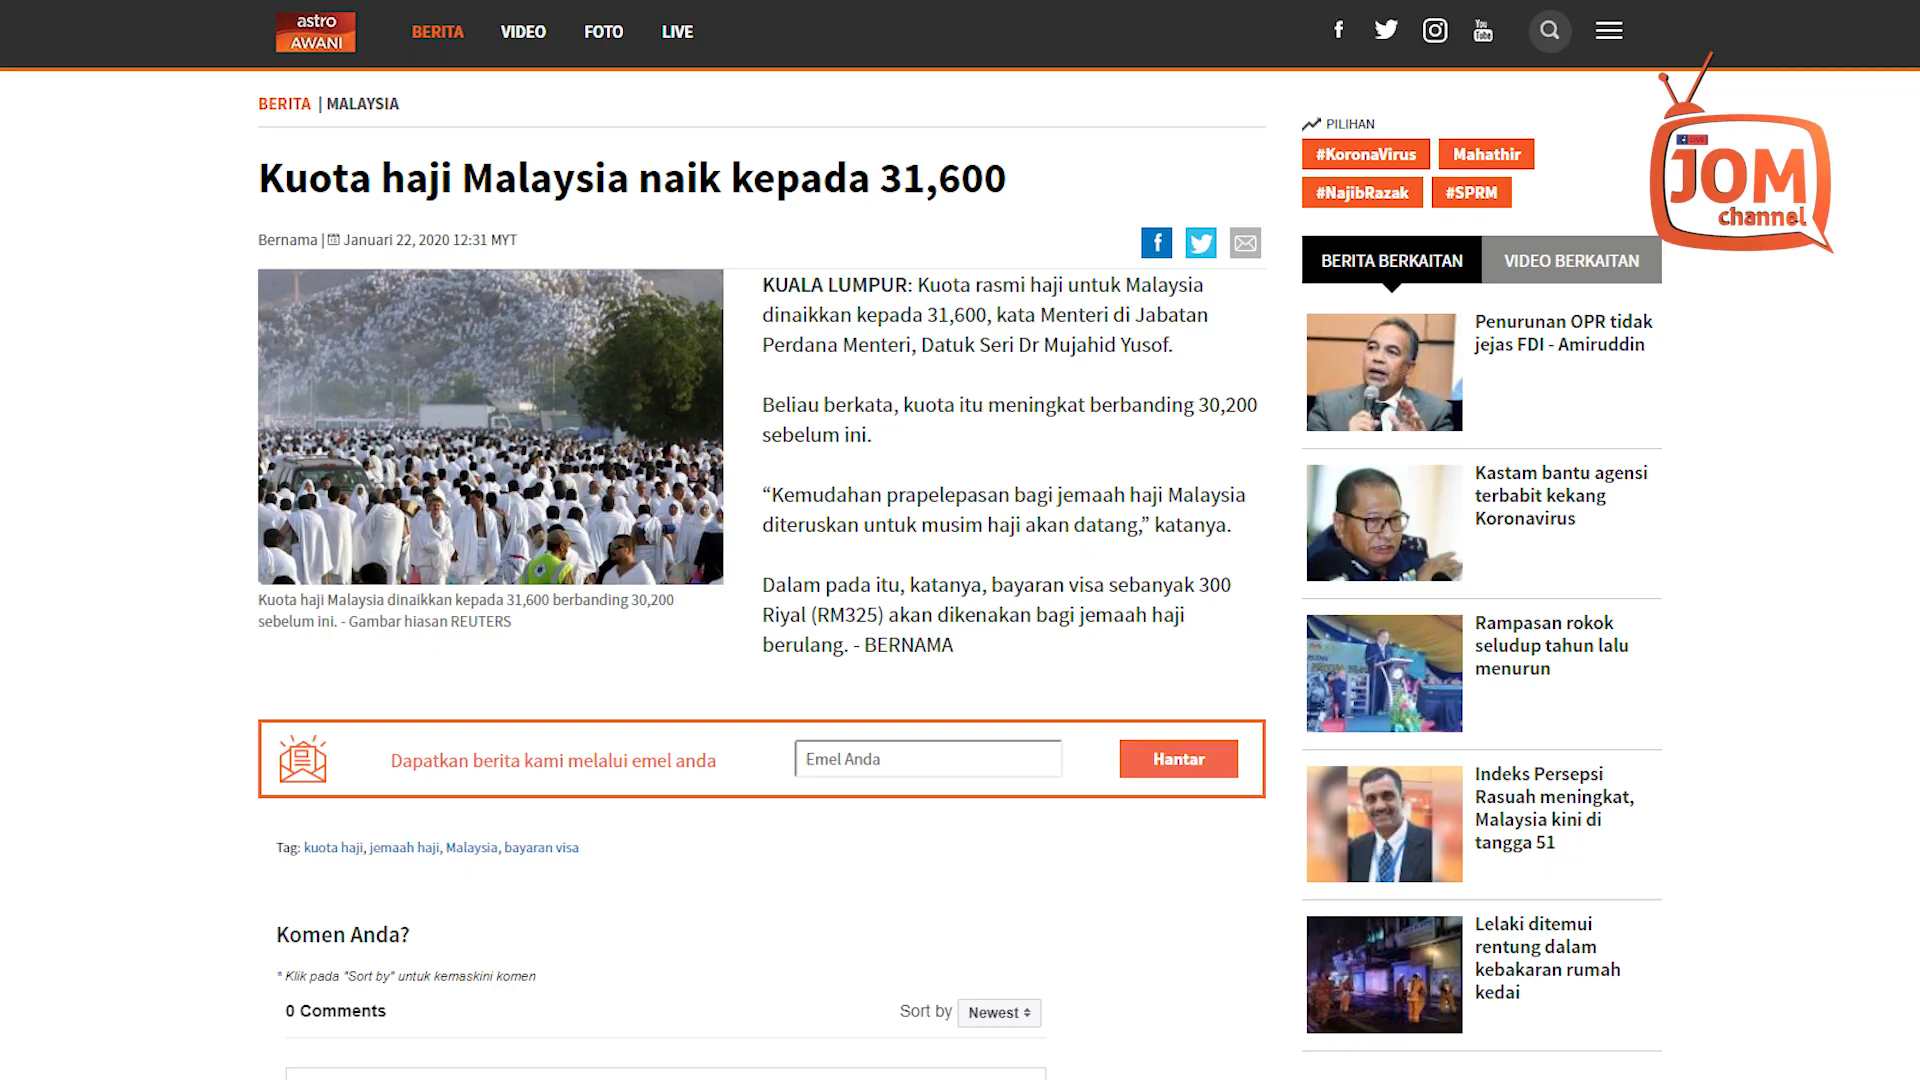 astro
AWANI
BERITA VIDEO FOTO LIVE
You
Tube
BERITA | MALAYSIA
Kuota haji Malaysia naik kepada 31,600
Bernama | Januari 22, 2020 12:31 MYT
KUALA LUMPUR: Kuota rasmi haji untuk Malaysia
dinaikkan kepada 31,600, kata Menteri di Jabatan
Perdana Menteri, Datuk Seri Dr Mujahid Yusof.
Beliau berkata, kuota itu meningkat berbanding 30,200
sebelum ini.
“Kemudahan prapelepasan bagi jemaah haji Malaysia
diteruskan untuk musim haji akan datang,” katanya.
Dalam pada itu, katanya, bayaran visa sebanyak 300
Riyal (RM325) akan dikenakan bagi jemaah haji
berulang. - BERNAMA
Kuota haji Malaysia dinaikkan kepada 31,600 berbanding 30,200
sebelum ini. - Gambar hiasan REUTERS
Dapatkan berita kami melalui emel anda
Emel Anda
Hantar
Tag: kuota haji, jemaah haji, Malaysia, bayaran visa
Komen Anda?
* Klik pada "Sort by" untuk kemaskini komen
0 Comments
Sort by Newest
PILIHAN
#KoronaVirus Mahathir
#NajibRazak #SPRM
LIVE
JOM
channel
BERITA BERKAITAN VIDEO BERKAITAN
Penurunan OPR tidak
jejas FDI - Amiruddin
Kastam bantu agensi
terbabit kekang
Koronavirus
Rampasan rokok
seludup tahun lalu
menurun
Indeks Persepsi
Rasuah meningkat,
Malaysia kini di
tangga 51
Lelaki ditemui
rentung dalam
kebakaran rumah
kedai